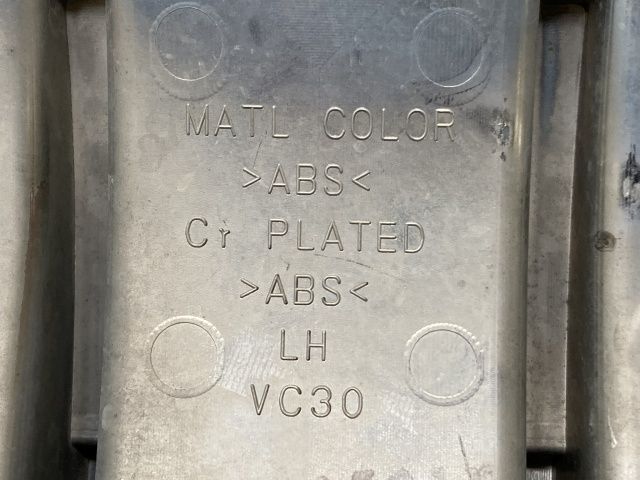 MATL COLOR
>ABS<
Cr PLATED
>ABS<
LH
VC30